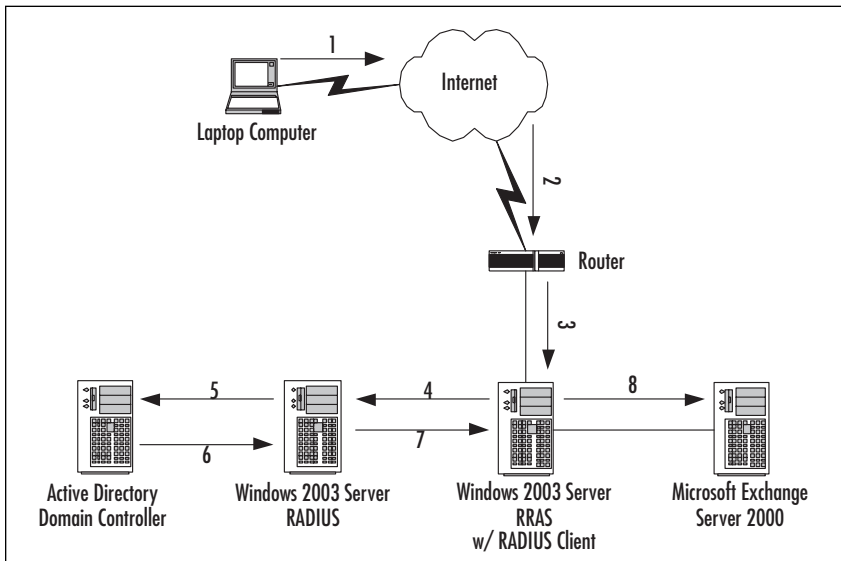 1
Internet
Laptop Computer
2
Router
3
5
4
8
6
7
Active Directory
Domain Controller
Windows 2003 Server
RADIUS
Windows 2003 Server
RRAS
w/ RADIUS Client
Microsoft Exchange
Server 2000